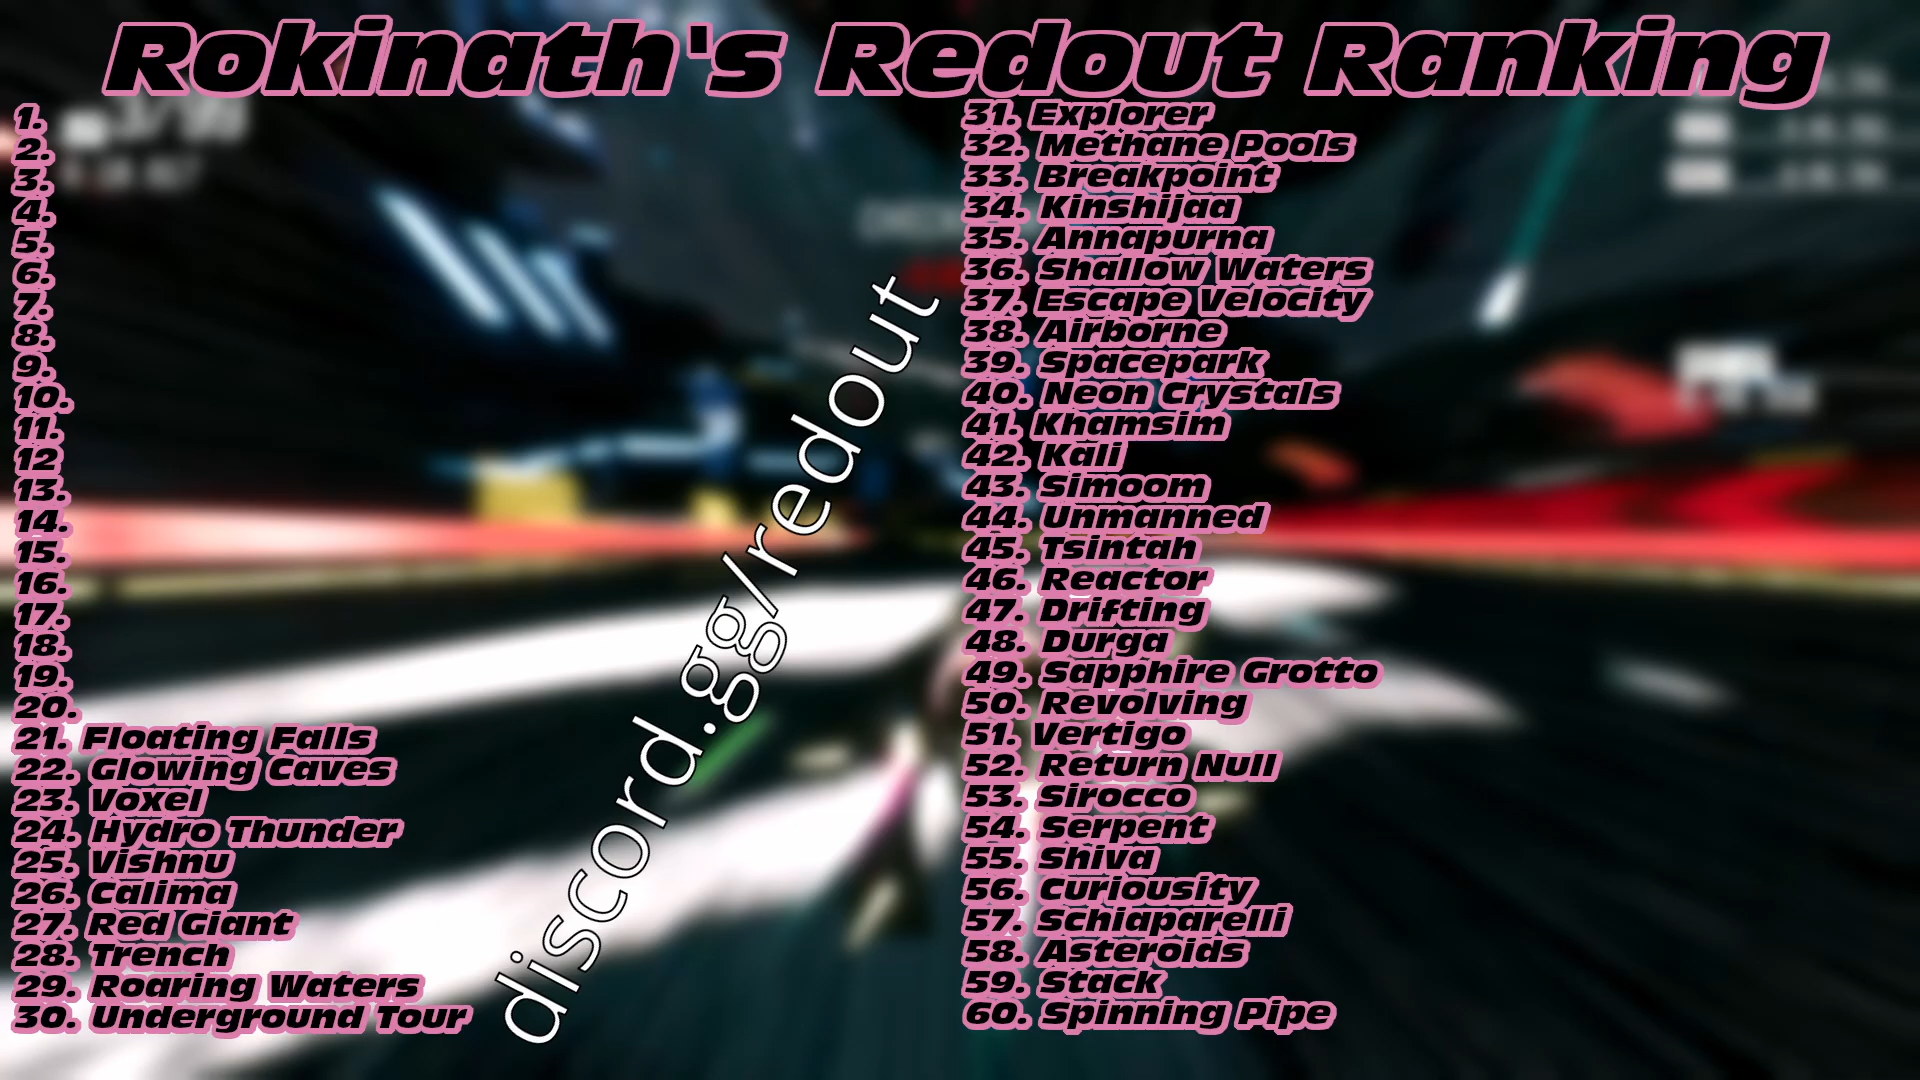 Rokinath's Redout Ranking
1.
2.
3.
4.
5.
6.
7.
8.
9.
10.
11.
12
13.
14.
15.
16.
17.
18.
19.
20.
21. Floating Falls
22. Glowing Caves
23. Voxel
24. Hydro Thunder
25. Vishnu
26. Calima
27. Red Giant
28. Trench
29. Roaring Waters
30. Underground Tour
discord.gg/redout
31. Explorer
32. Methane Pools
33. Breakpoint
34. Kinshijaa
35. Annapurna
36. Shallow Waters
37. Escape Velocity
38. Airborne
39. Spacepark
40. Neon Crystals
41. Khamsim
42. Kali
43. Simoom
44. Unmanned
45. Tsintah
46. Reactor
47. Drifting
48. Durga
49. Sapphire Grotto
50. Revolving
51. Vertigo
52. Return Null
53. Sirocco
54. Serpent
55. Shiva
56. Curiousity
57. Schiaparelli
58. Asteroids
59. Stack
60. Spinning Pipe